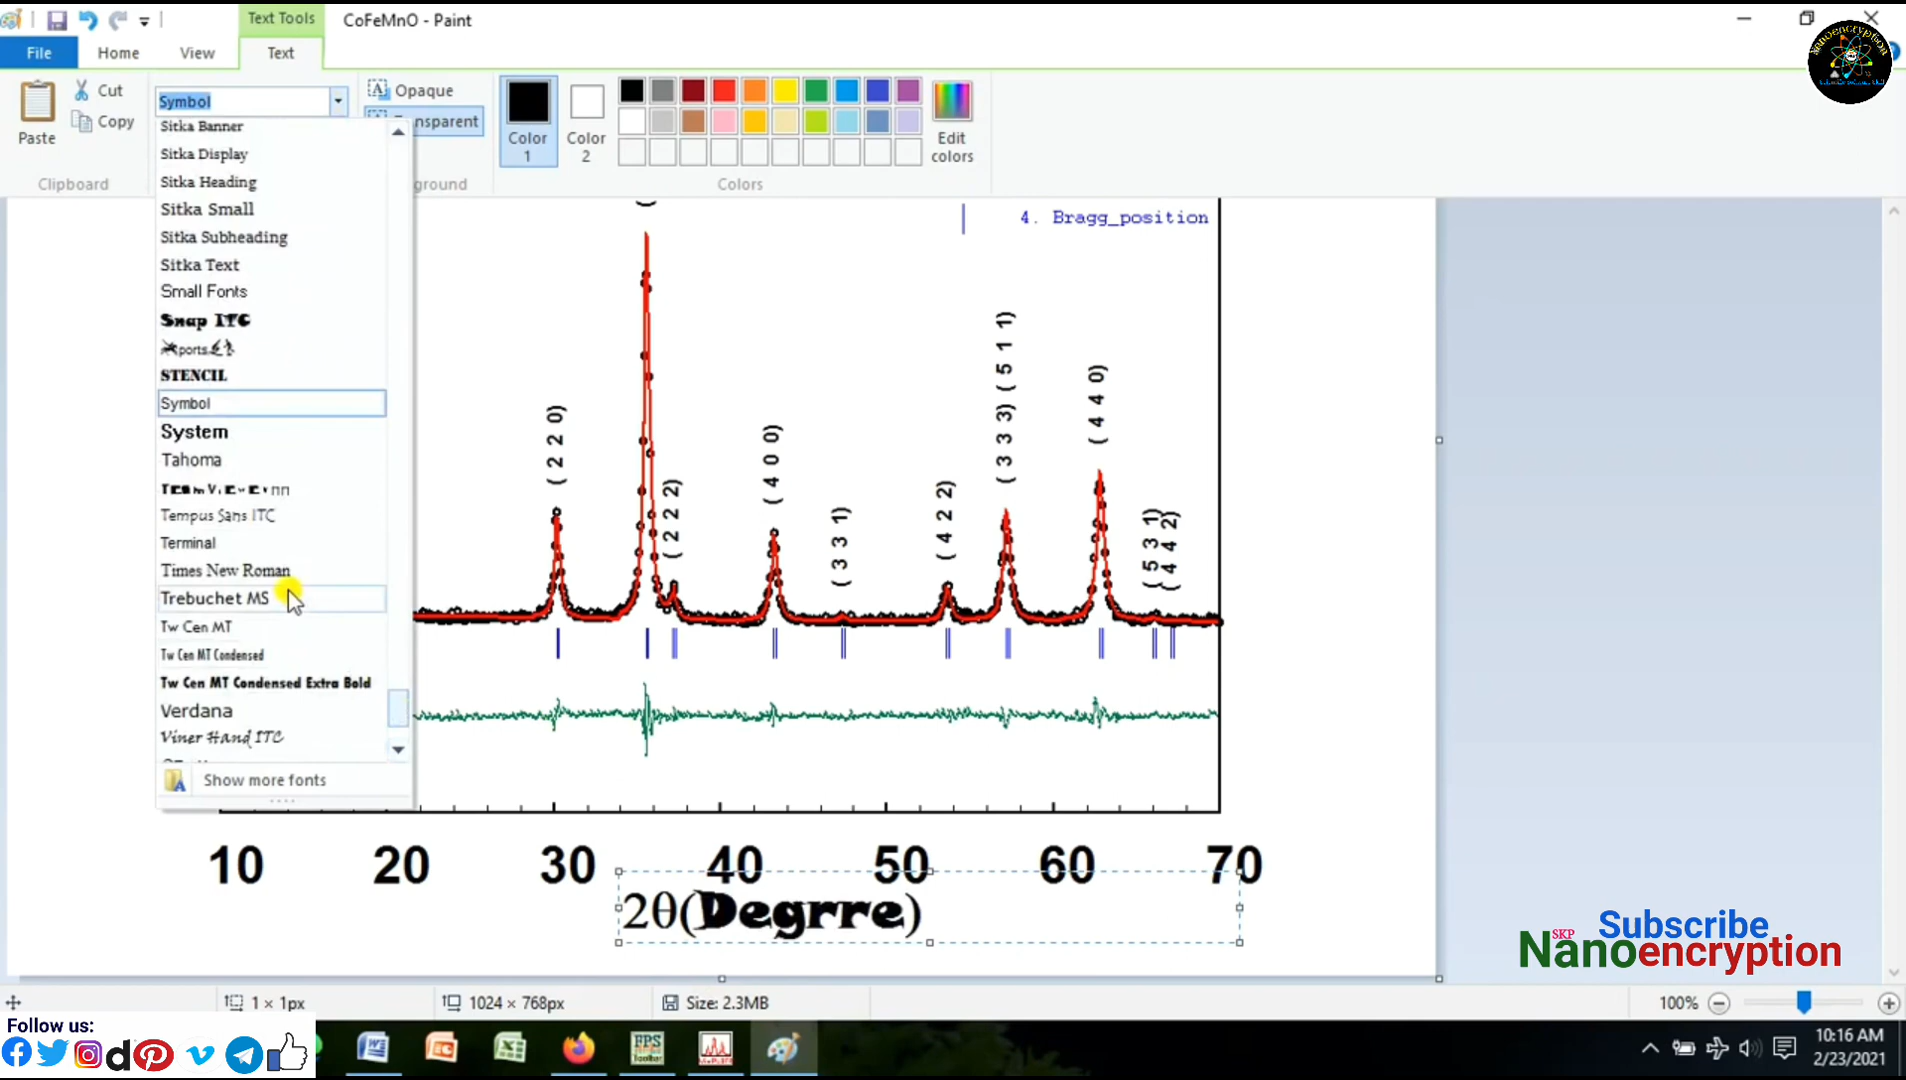 Text Tools
CoFeMnO - Paint
File
Home
View
Text
Paste
Cut
Copy
Clipboard
Symbol
Opaque
nsparent
ground
Color
1
Color
2
Edit
colors
Colors
nanoencryption
Sitka Banner
Sitka Display
Sitka Heading
Sitka Small
Sitka Subheading
Sitka Text
Small Fonts
Snap ITC
STENCIL
Symbol
System
Tahoma
Tempus Sans ITC
Terminal
Times New Roman
Trebuchet MS
Tw Cen MT
Tw Cen MT Condensed
Tw Cen MT Condensed Extra Bold
Verdana
Viner Hand ITC
Show more fonts
4. Bragg_position
( 2 2 0)
( 2 2 2)
( 4 0 0)
( 3 3 1)
( 4 2 2)
( 3 3 3) ( 5 1 1)
( 4 4 0)
( 5 3 1)
( 4 4 2)
10 20 30 40 50 60 70
2θ(Degrre)
Subscribe
SKP
Nanoencryption
1 × 1px
1024 × 768px
Size: 2.3MB
100%
Follow us:
FPS
Toolbar
10:16 AM
2/23/2021